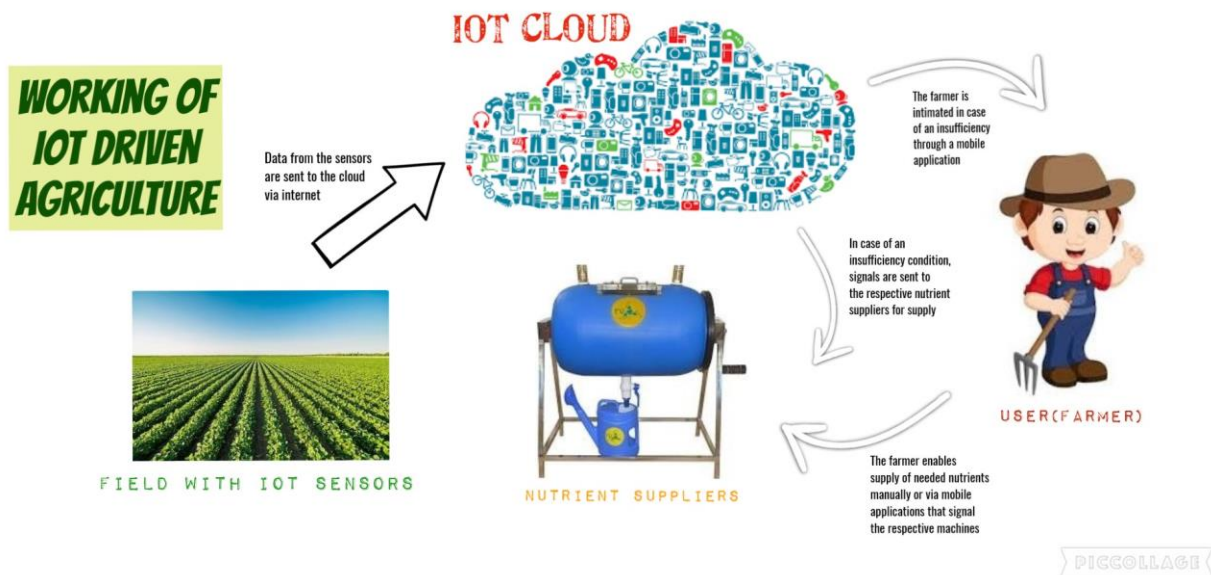 IOT CLOUD
WORKING OF
IOT DRIVEN
AGRICULTURE
Data from the sensors
are sent to the cloud
via internet
The farmer is
intimated in case
of an insufficiency
through a mobile
application
In case of an
insufficiency condition,
signals are sent to
the respective nutrient
suppliers for supply
USER(FARMER)
FIELD WITH IOT SENSORS
NUTRIENT SUPPLIERS
The farmer enables
supply of needed nutrients
manually or via mobile
applications that signal
the respective machines
PICCOLLAGE